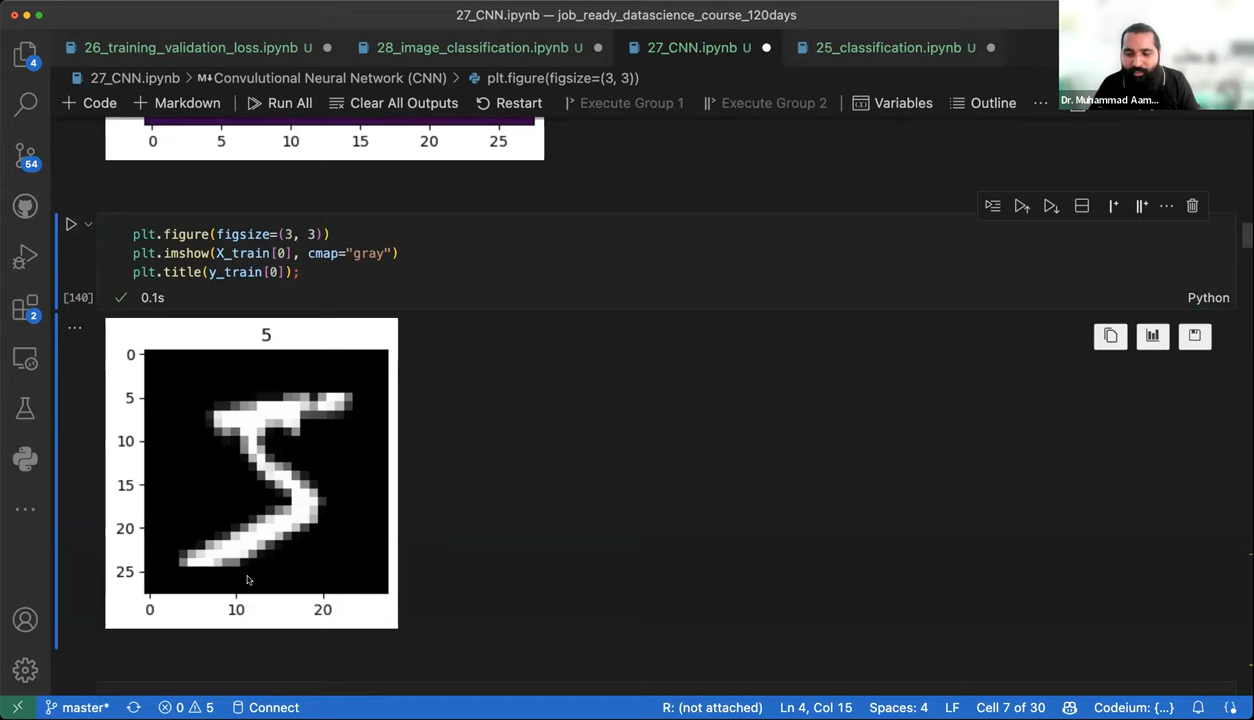 27_CNN.ipynb — job_ready_datascience_course_120days
26_training_validation_loss.ipynb U
28_image_classification.ipynb U
27_CNN.ipynb U
25_classification.ipynb U
27_CNN.ipynb > M↓Convulutional Neural Network (CNN) > plt.figure(figsize=(3, 3))
+ Code + Markdown Run All Clear All Outputs Restart Execute Group 1 Execute Group 2 Variables Outline ...
Dr. Muhammad Aam...
4
54
2
0 5 10 15 20 25
plt.figure(figsize=(3, 3))
plt.imshow(X_train[0], cmap="gray")
plt.title(y_train[0]);
[140] ✓ 0.1s Python
5
0
5
10
15
20
25
0 10 20
master* 0 5 Connect R: (not attached) Ln 4, Col 15 Spaces: 4 LF Cell 7 of 30 Codeium: {...}